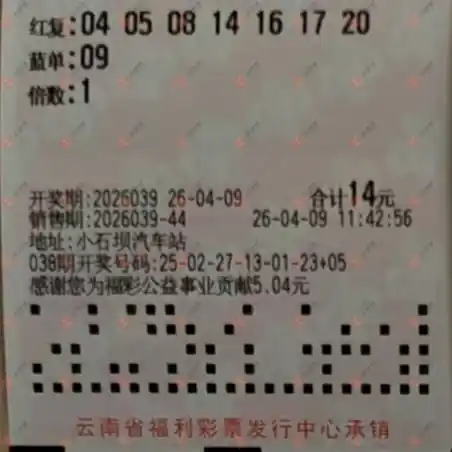 红复:04 05 08 14 16 17 20
蓝单:09
倍数:1
开奖期:2026039 26-04-09 合计14元
销售期:2026039-44 26-04-09 11:42:56
地址:小石坝汽车站
038期开奖号码:25-02-27-13-01-23+05
感谢您为福彩公益事业贡献5.04元
云南省福利彩票发行中心承销